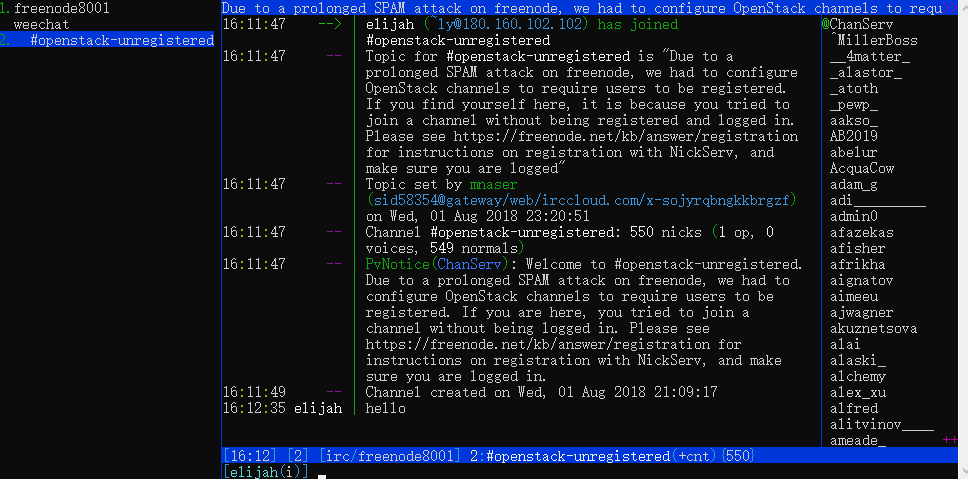 1. freenode8001
weechat
2. #openstack-unregistered
Due to a prolonged SPAM attack on freenode, we had to configure OpenStack channels to requ
16:11:47 --> elijah (~ly@180.160.102.102) has joined
#openstack-unregistered
16:11:47 -- Topic for #openstack-unregistered is "Due to a
prolonged SPAM attack on freenode, we had to configure
OpenStack channels to require users to be registered.
If you find yourself here, it is because you tried to
join a channel without being registered and logged in.
Please see https://freenode.net/kb/answer/registration
for instructions on registration with NickServ, and
make sure you are logged"
16:11:47 -- Topic set by mnaser
(sid58354@gateway/web/irccloud.com/x-sojyrqbngkkbrgzf)
on Wed, 01 Aug 2018 23:20:51
16:11:47 -- Channel #openstack-unregistered: 550 nicks (1 op, 0
voices, 549 normals)
16:11:47 -- PvNotice(ChanServ): Welcome to #openstack-unregistered.
Due to a prolonged SPAM attack on freenode, we had to
configure OpenStack channels to require users to be
registered. If you are here, you tried to join a
channel without being logged in. Please see
https://freenode.net/kb/answer/registration for
instructions on registration with NickServ, and make
sure you are logged in.
16:11:49 -- Channel created on Wed, 01 Aug 2018 21:09:17
16:12:35 elijah hello
@ChanServ
^MillerBoss
__4matter_
_alastor_
_atoth
_pewp_
aakso_
AB2019
abelur
AcquaCow
adam_g
adi_________
admin0
afazekas
afisher
afrikha
aignatov
aimeeu
ajwagner
akuznetsova
alai
alaski_
alchemy
alex_xu
alfred
alitvinov____
ameade_ ++
[16:12] [2] [irc/freenode8001] 2:#openstack-unregistered(+cnt){550}
[elijah(i)]